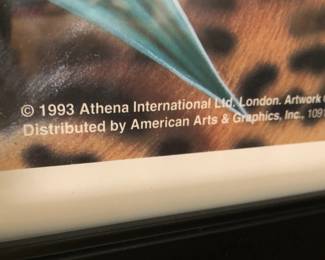 © 1993 Athena International Ltd. London. Artwork
Distributed by American Arts & Graphics, Inc.,